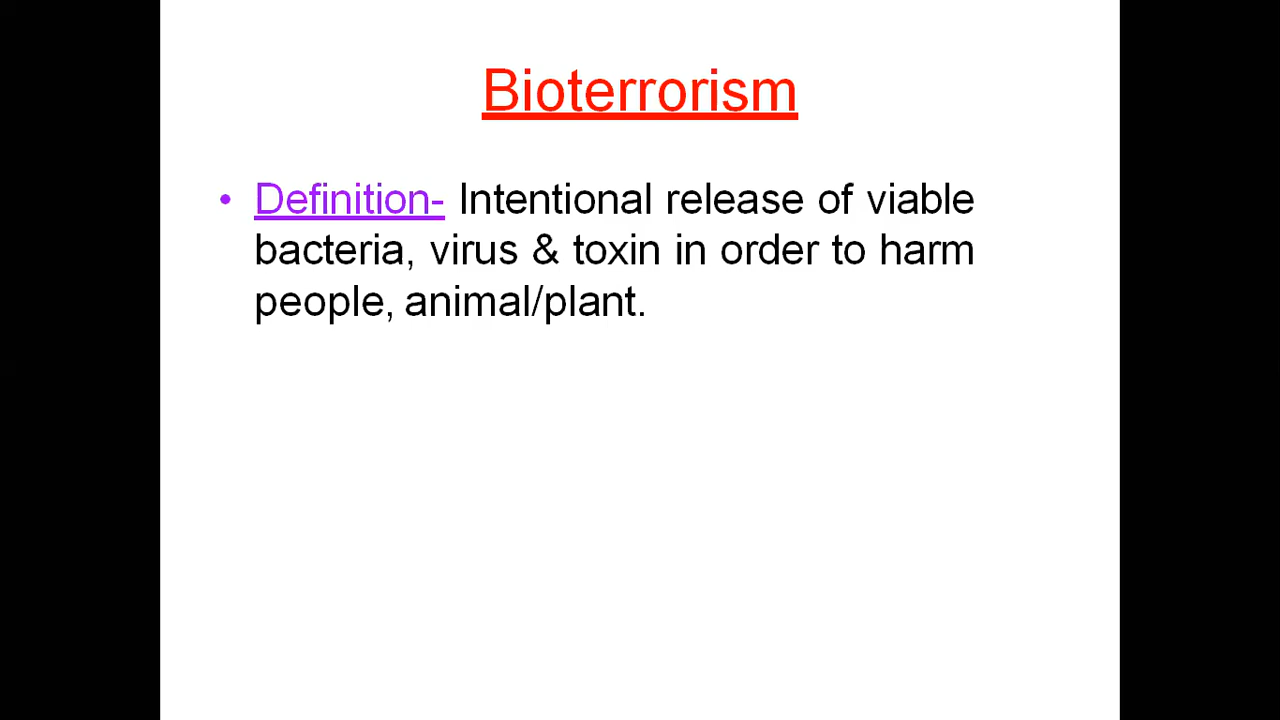 Bioterrorism
• Definition- Intentional release of viable
bacteria, virus & toxin in order to harm
people, animal/plant.